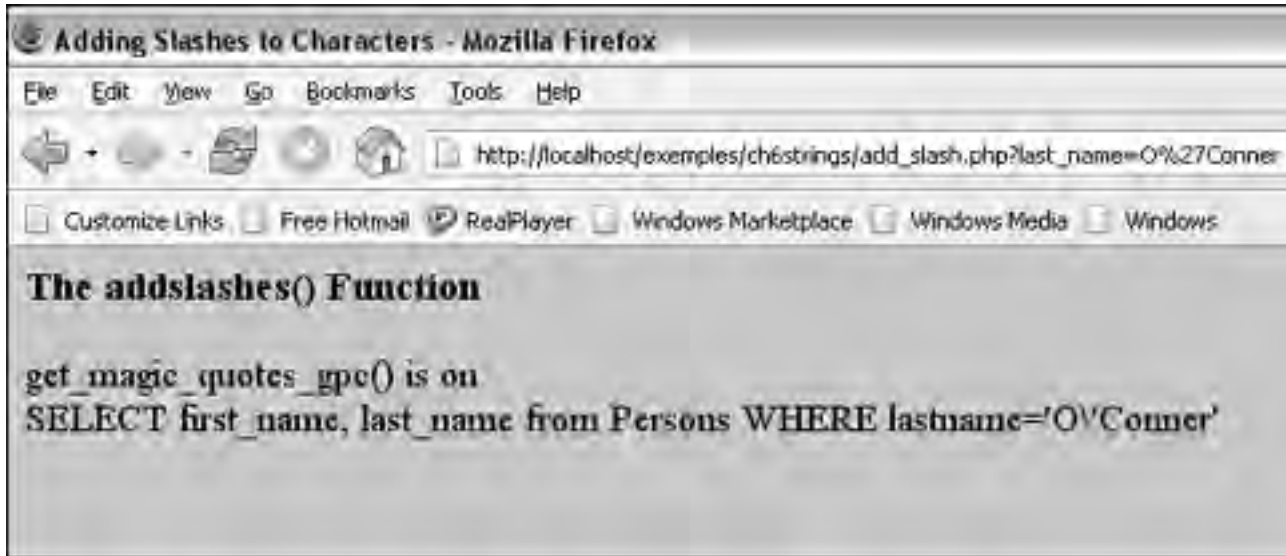 Adding Slashes to Characters - Mozilla Firefox
File Edit View Go Bookmarks Tools Help
http://localhost/exemples/ch6strings/add_slash.php?last_name=O%27Conner
Customize Links Free Hotmail RealPlayer Windows Marketplace Windows Media Windows
The addslashes() Function
get_magic_quotes_gpc() is on
SELECT first_name, last_name from Persons WHERE lastname='O\'Conner'